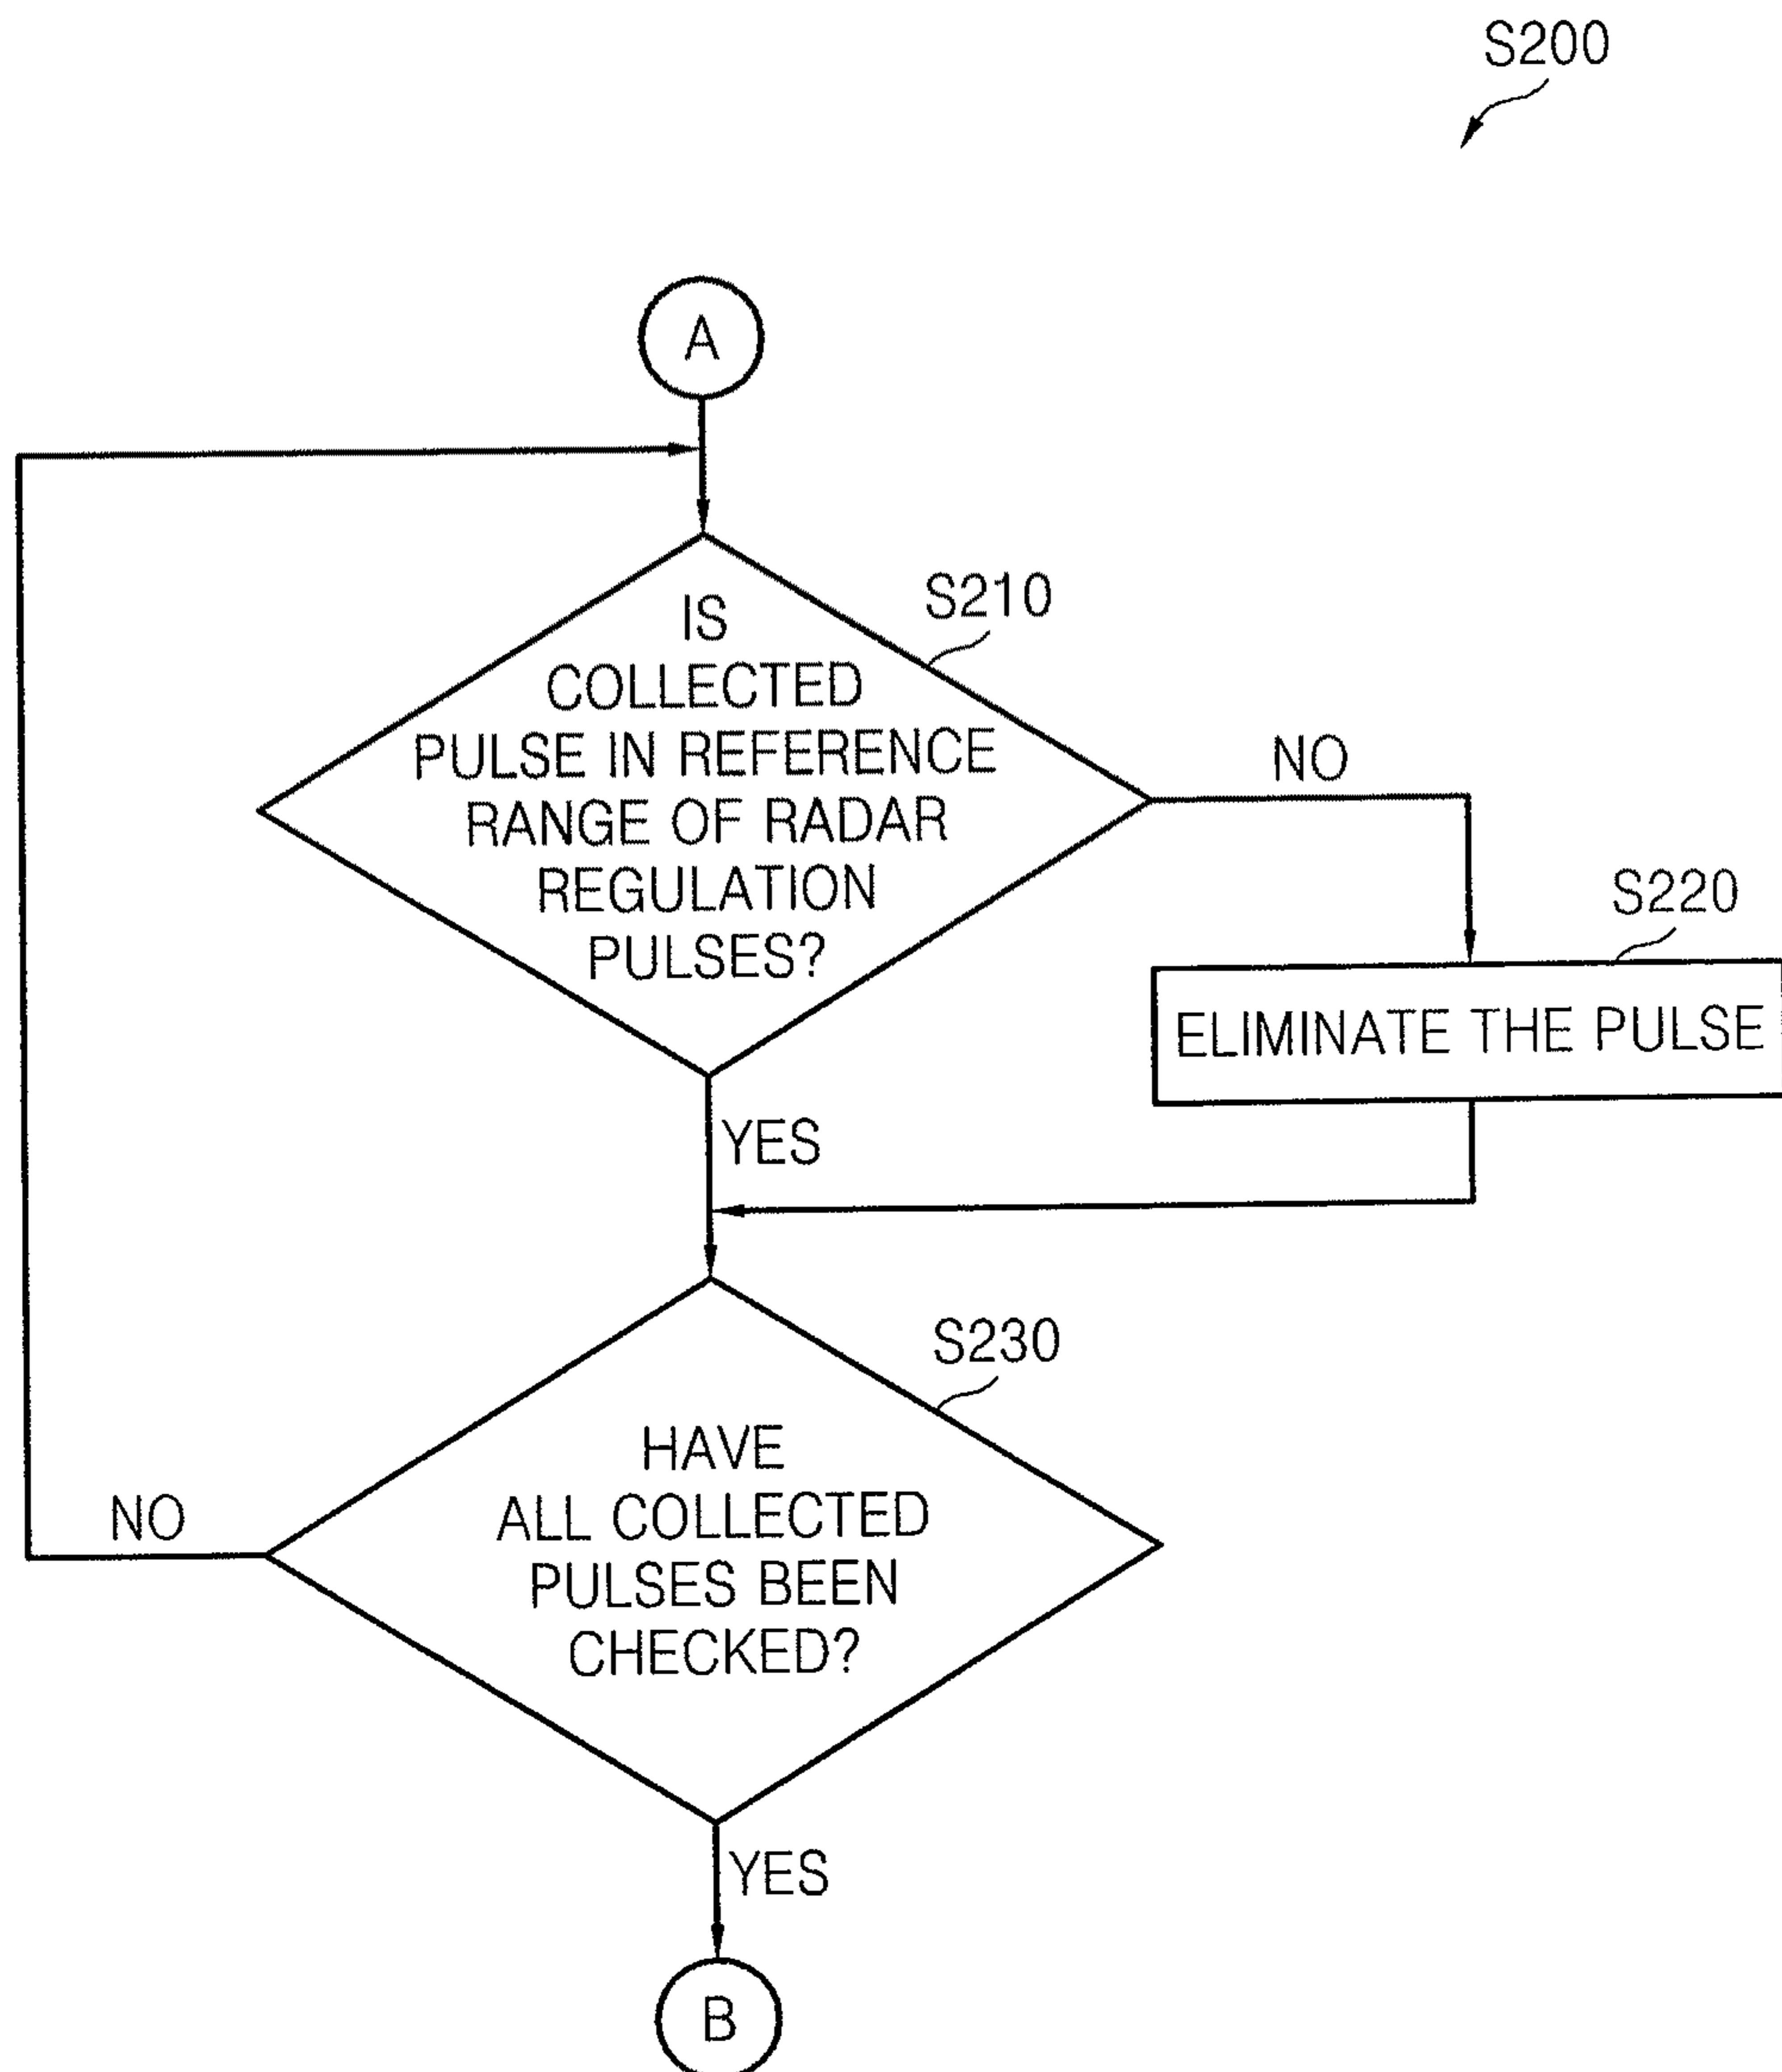 S200
A
S210
IS
COLLECTED
PULSE IN REFERENCE
RANGE OF RADAR
REGULATION
PULSES?
NO
S220
ELIMINATE THE PULSE
YES
S230
HAVE
ALL COLLECTED
PULSES BEEN
CHECKED?
NO
YES
B